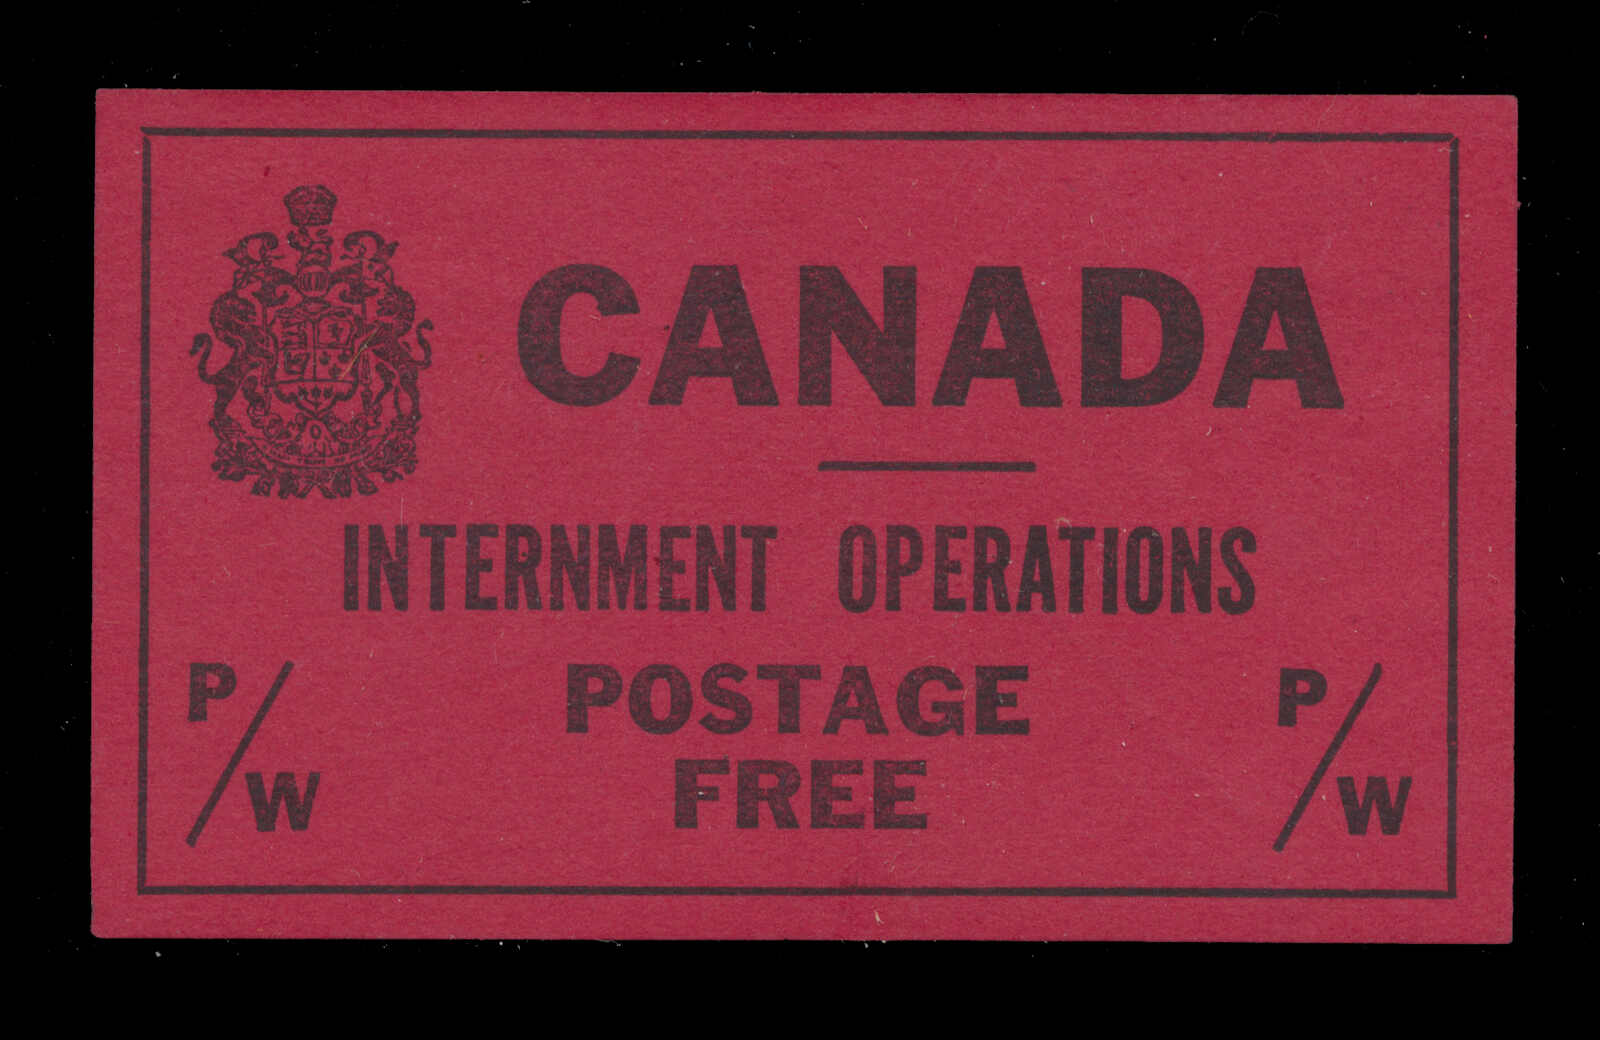 CANADA
INTERNMENT OPERATIONS
P/W POSTAGE P/W
FREE